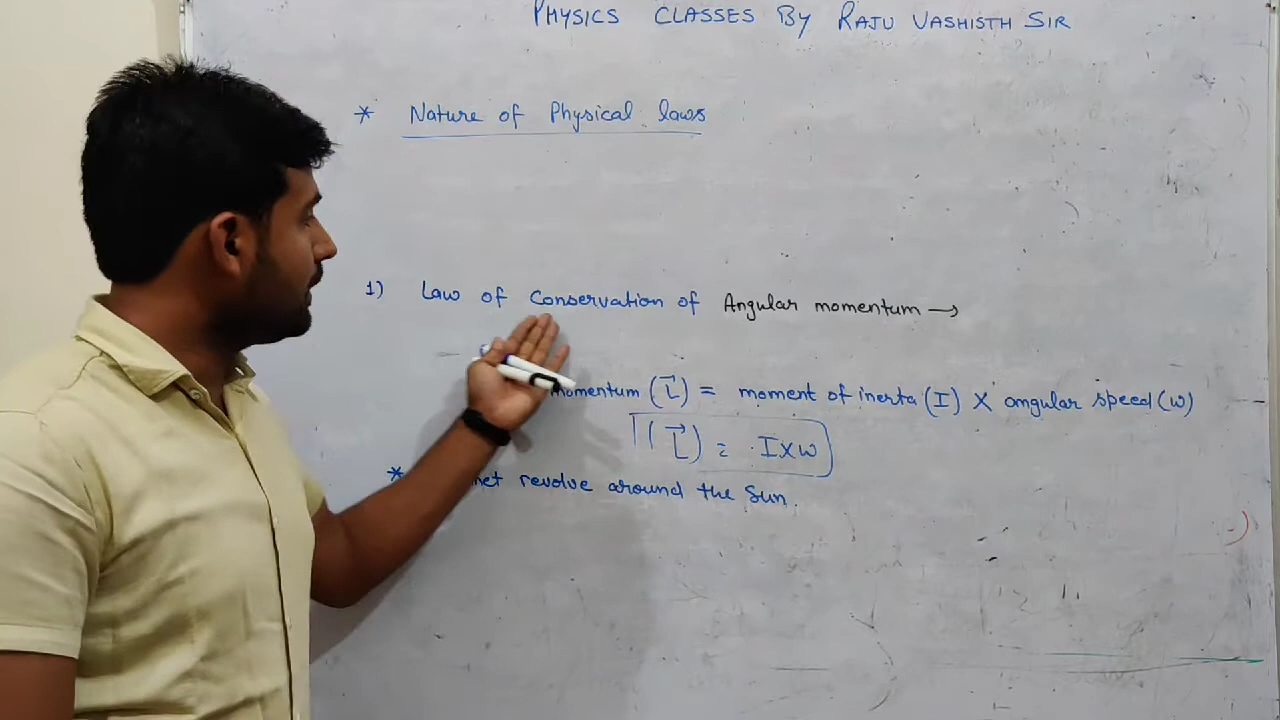 PHYSICS CLASSES By RAJU VASHISTH SIR
* Nature of Physical laws
1) Law of Conservation of Angular momentum →
momentum (L⃗) = moment of inerta (I) X angular speed (w)
(L⃗) = I X w
* revolve around the Sun.